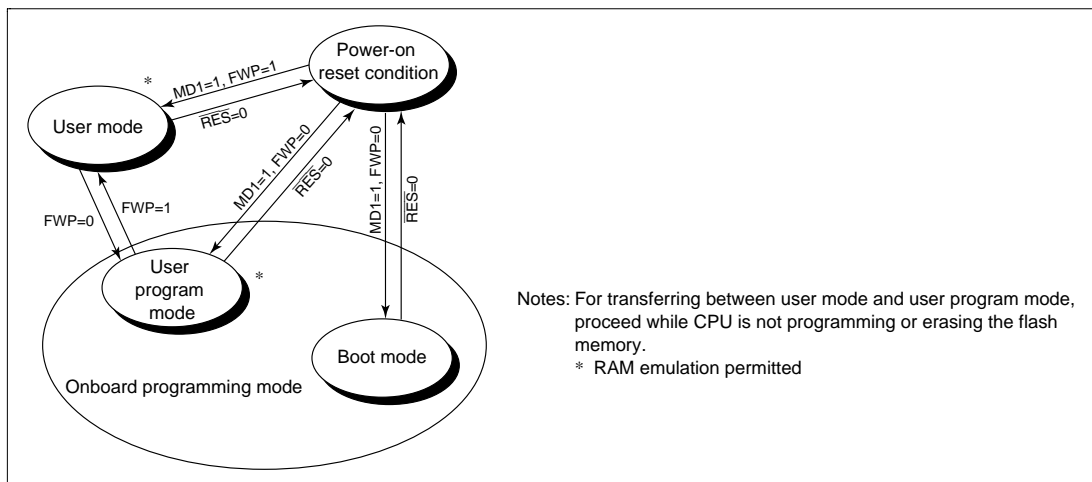 Power-on
reset condition
*
MD1=1, FWP=1
RES=0
User mode
MD1=1, FWP=0
RES=0
MD1=1, FWP=0
RES=0
FWP=0
FWP=1
User
program
mode
*
Boot mode
Onboard programming mode
Notes: For transferring between user mode and user program mode,
proceed while CPU is not programming or erasing the flash
memory.
* RAM emulation permitted